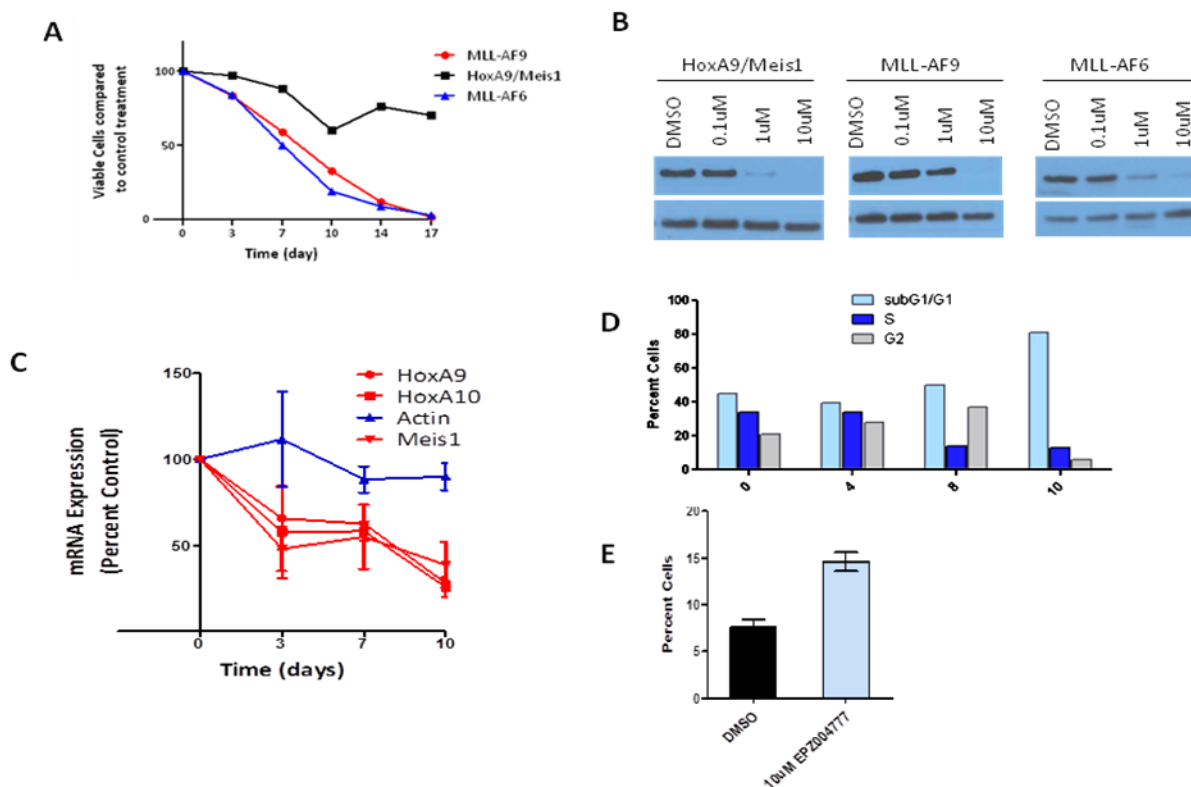 A
Viable Cells compared
to control treatment
100
50
0
0 3 7 10 14 17
Time (day)
MLL-AF9
HoxA9/Meis1
MLL-AF6
B
HoxA9/Meis1
DMSO
0.1uM
1uM
10uM
MLL-AF9
DMSO
0.1uM
1uM
10uM
MLL-AF6
DMSO
0.1uM
1uM
10uM
C
mRNA Expression
(Percent Control)
150
100
50
0 3 7 10
Time (days)
HoxA9
HoxA10
Actin
Meis1
D
Percent Cells
100
80
60
40
20
0
subG1/G1
S
G2
0 4 8 10
E
Percent Cells
20
15
10
5
0
DMSO
10uM EPZ004777